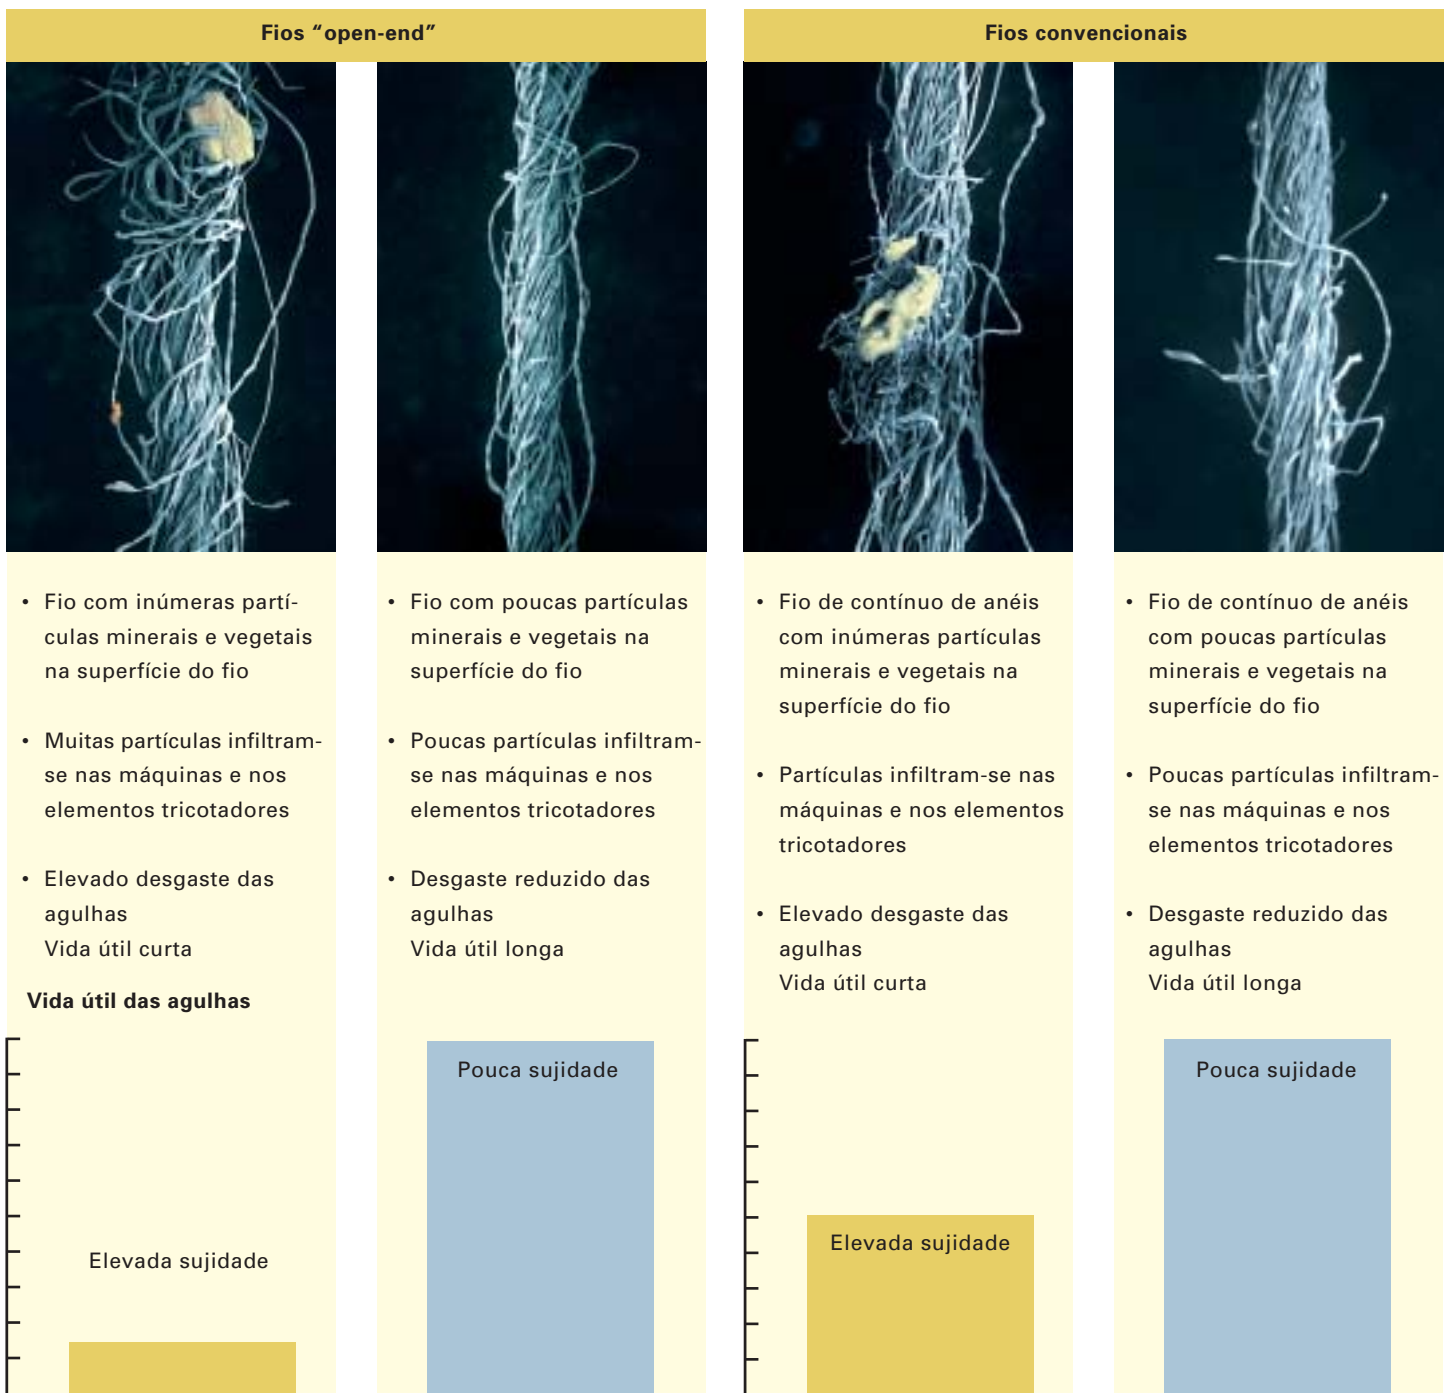 Fios “open-end”
Fios convencionais
• Fio com inúmeras partí-
culas minerais e vegetais
na superfície do fio
• Muitas partículas infiltram-
se nas máquinas e nos
elementos tricotadores
• Elevado desgaste das
agulhas
Vida útil curta
• Fio com poucas partículas
minerais e vegetais na
superfície do fio
• Poucas partículas infiltram-
se nas máquinas e nos
elementos tricotadores
• Desgaste reduzido das
agulhas
Vida útil longa
• Fio de contínuo de anéis
com inúmeras partículas
minerais e vegetais na
superfície do fio
• Partículas infiltram-se nas
máquinas e nos elementos
tricotadores
• Elevado desgaste das
agulhas
Vida útil curta
• Fio de contínuo de anéis
com poucas partículas
minerais e vegetais na
superfície do fio
• Poucas partículas infiltram-
se nas máquinas e nos
elementos tricotadores
• Desgaste reduzido das
agulhas
Vida útil longa
Vida útil das agulhas
Elevada sujidade
Pouca sujidade
Elevada sujidade
Pouca sujidade